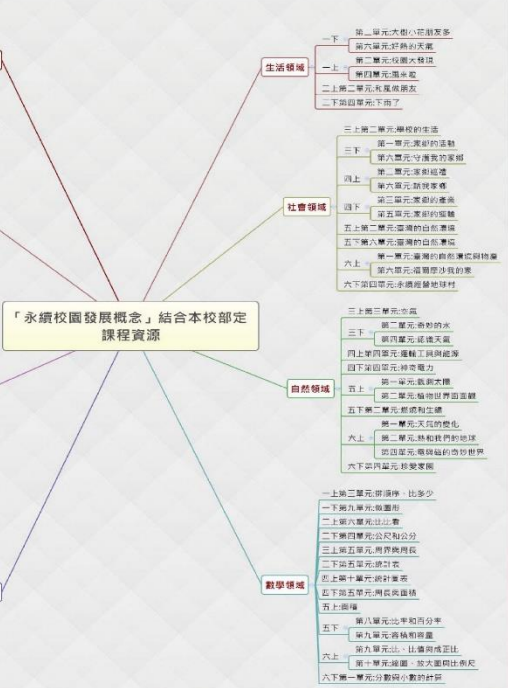 「永續校園發展概念」結合本校部定
課程資源
生活領域
一下
第二單元:大樹小花朋友多
第六單元:好熱的天氣
一上
第二單元:校園大發現
第四單元:風來啦
二上第二單元:和風做朋友
二下第四單元:下雨了
社會領域
三上第二單元:學校的生活
三下
第一單元:家鄉的活動
第六單元:守護我的家鄉
四上
第二單元:家鄉巡禮
第六單元:話我家鄉
四下
第三單元:家鄉的產業
第五單元:家鄉的運輸
五上第二單元:臺灣的自然環境
五下第六單元:臺灣的自然環境
六上
第一單元:臺灣的自然環境與物產
第六單元:福爾摩沙我的家
六下第四單元:永續經營地球村
自然領域
三上第三單元:空氣
三下
第二單元:奇妙的水
第四單元:認識天氣
四上第四單元:運輸工具與能源
四下第四單元:神奇電力
五上
第一單元:觀測太陽
第二單元:植物世界面面觀
五下第二單元:燃燒和生鏽
六上
第一單元:天氣的變化
第二單元:熱和我們的地球
第四單元:電與磁的奇妙世界
六下第四單元:珍愛家園
數學領域
一上第三單元:排順序、比多少
一下第九單元:做圖形
二上第六單元:比比看
二下第四單元:公尺和公分
三上第五單元:周界與周長
二下第五單元:統計表
四上第十單元:統計圖表
四下第五單元:周長與面積
五上:面積
五下
第八單元:比率和百分率
第九單元:容積和容量
六上
第九單元:比、比值與成正比
第十單元:縮圖、放大圖與比例尺
六下第一單元:分數與小數的計算